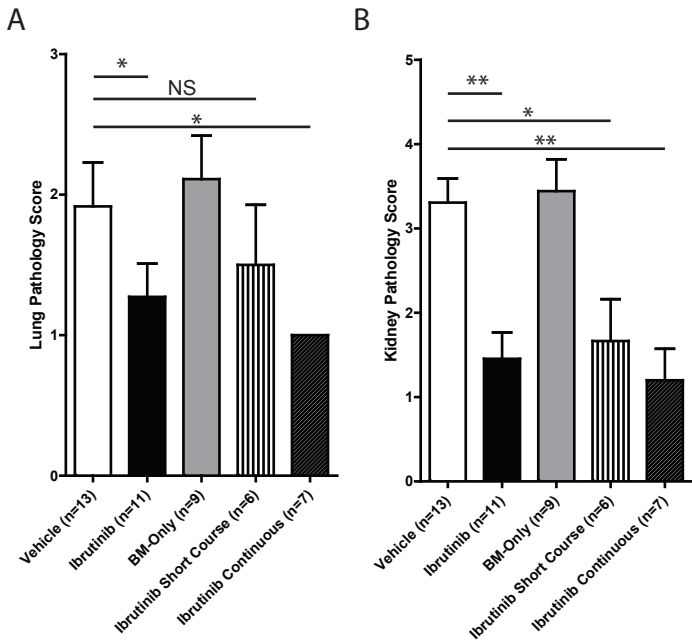 A
Lung Pathology Score
3
2
1
0
*
NS
*
Vehicle (n=13)
Ibrutinib (n=11)
BM-Only (n=9)
Ibrutinib Short Course (n=6)
Ibrutinib Continuous (n=7)
B
Kidney Pathology Score
5
4
3
2
1
0
**
*
**
Vehicle (n=13)
Ibrutinib (n=11)
BM-Only (n=9)
Ibrutinib Short Course (n=6)
Ibrutinib Continuous (n=7)